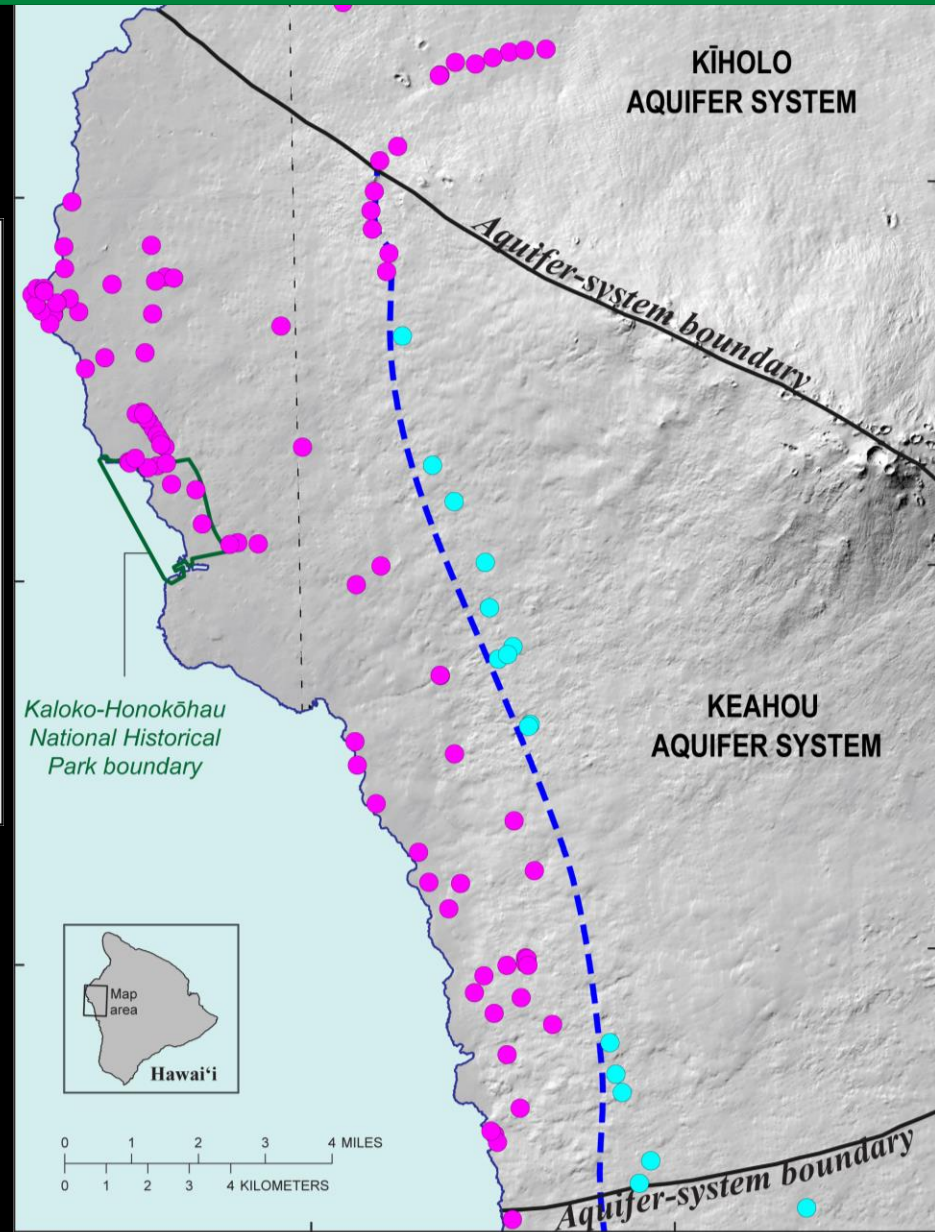 KĪHOLO
AQUIFER SYSTEM
Aquifer-system boundary
Kaloko-Honokōhau
National Historical
Park boundary
KEAHOU
AQUIFER SYSTEM
Map
area
Hawaiʻi
0 1 2 3 4 MILES
0 1 2 3 4 KILOMETERS
Aquifer-system boundary